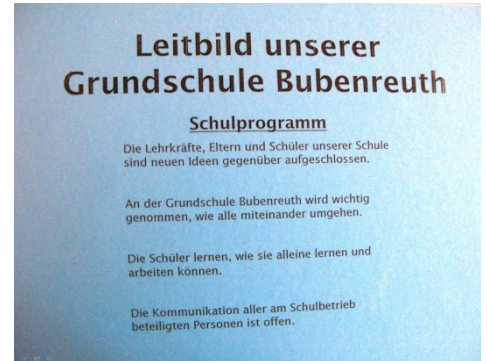 Leitbild unserer
Grundschule Bubenreuth
Schulprogramm
Die Lehrkräfte, Eltern und Schüler unserer Schule
sind neuen Ideen gegenüber aufgeschlossen.
An der Grundschule Bubenreuth wird wichtig
genommen, wie alle miteinander umgehen.
Die Schüler lernen, wie sie alleine lernen und
arbeiten können.
Die Kommunikation aller am Schulbetrieb
beteiligten Personen ist offen.